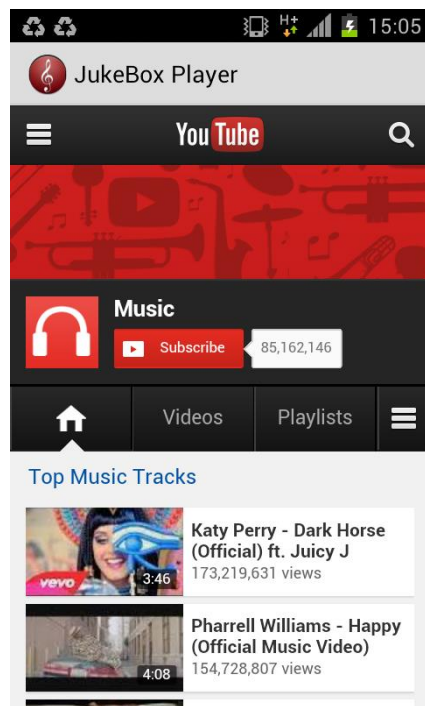 H+ 15:05
JukeBox Player
YouTube
Music
Subscribe 85,162,146
Videos Playlists
Top Music Tracks
Katy Perry - Dark Horse
(Official) ft. Juicy J
173,219,631 views
vevo 3:46
Pharrell Williams - Happy
(Official Music Video)
154,728,807 views
4:08